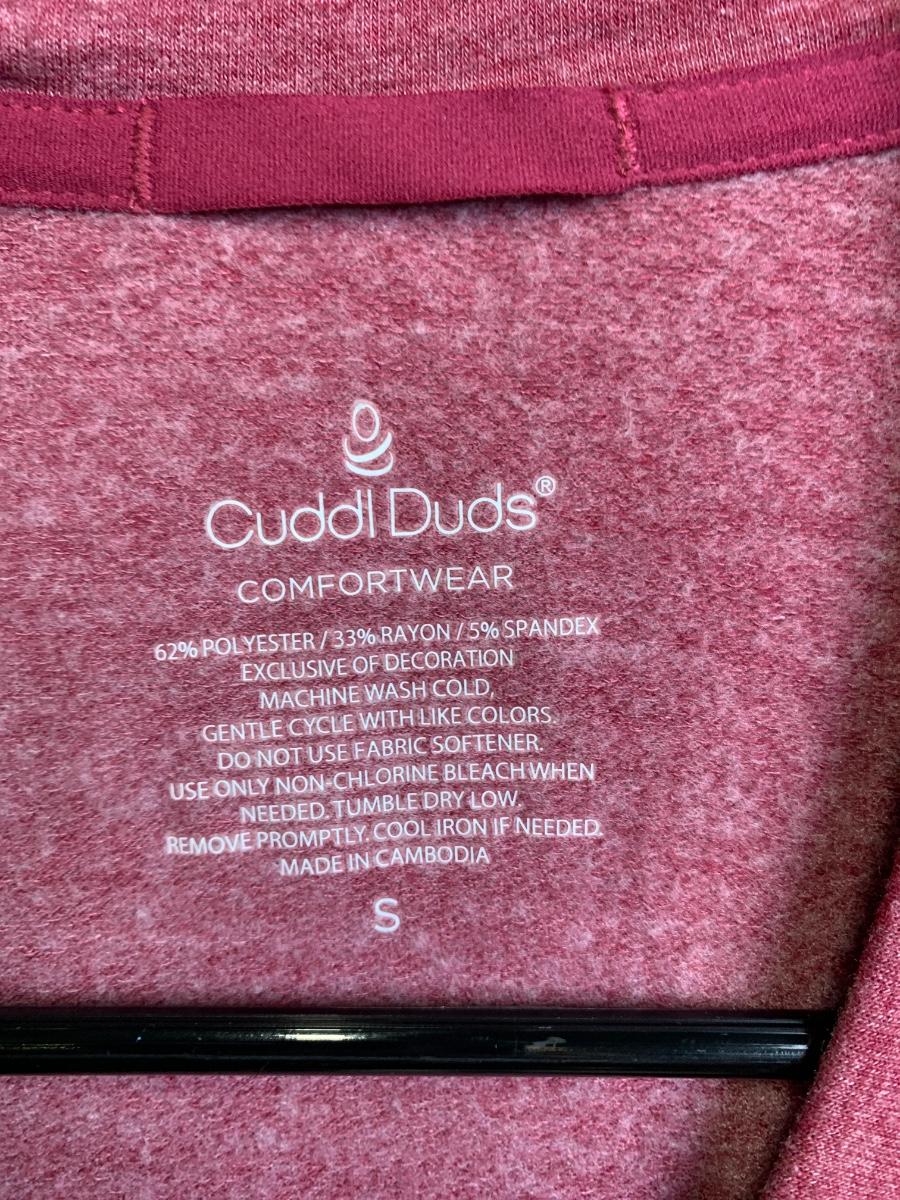 Cuddl Duds®
COMFORTWEAR
62% POLYESTER / 33% RAYON / 5% SPANDEX
EXCLUSIVE OF DECORATION
MACHINE WASH COLD,
GENTLE CYCLE WITH LIKE COLORS.
DO NOT USE FABRIC SOFTENER.
USE ONLY NON-CHLORINE BLEACH WHEN
NEEDED. TUMBLE DRY LOW.
REMOVE PROMPTLY. COOL IRON IF NEEDED.
MADE IN CAMBODIA
S